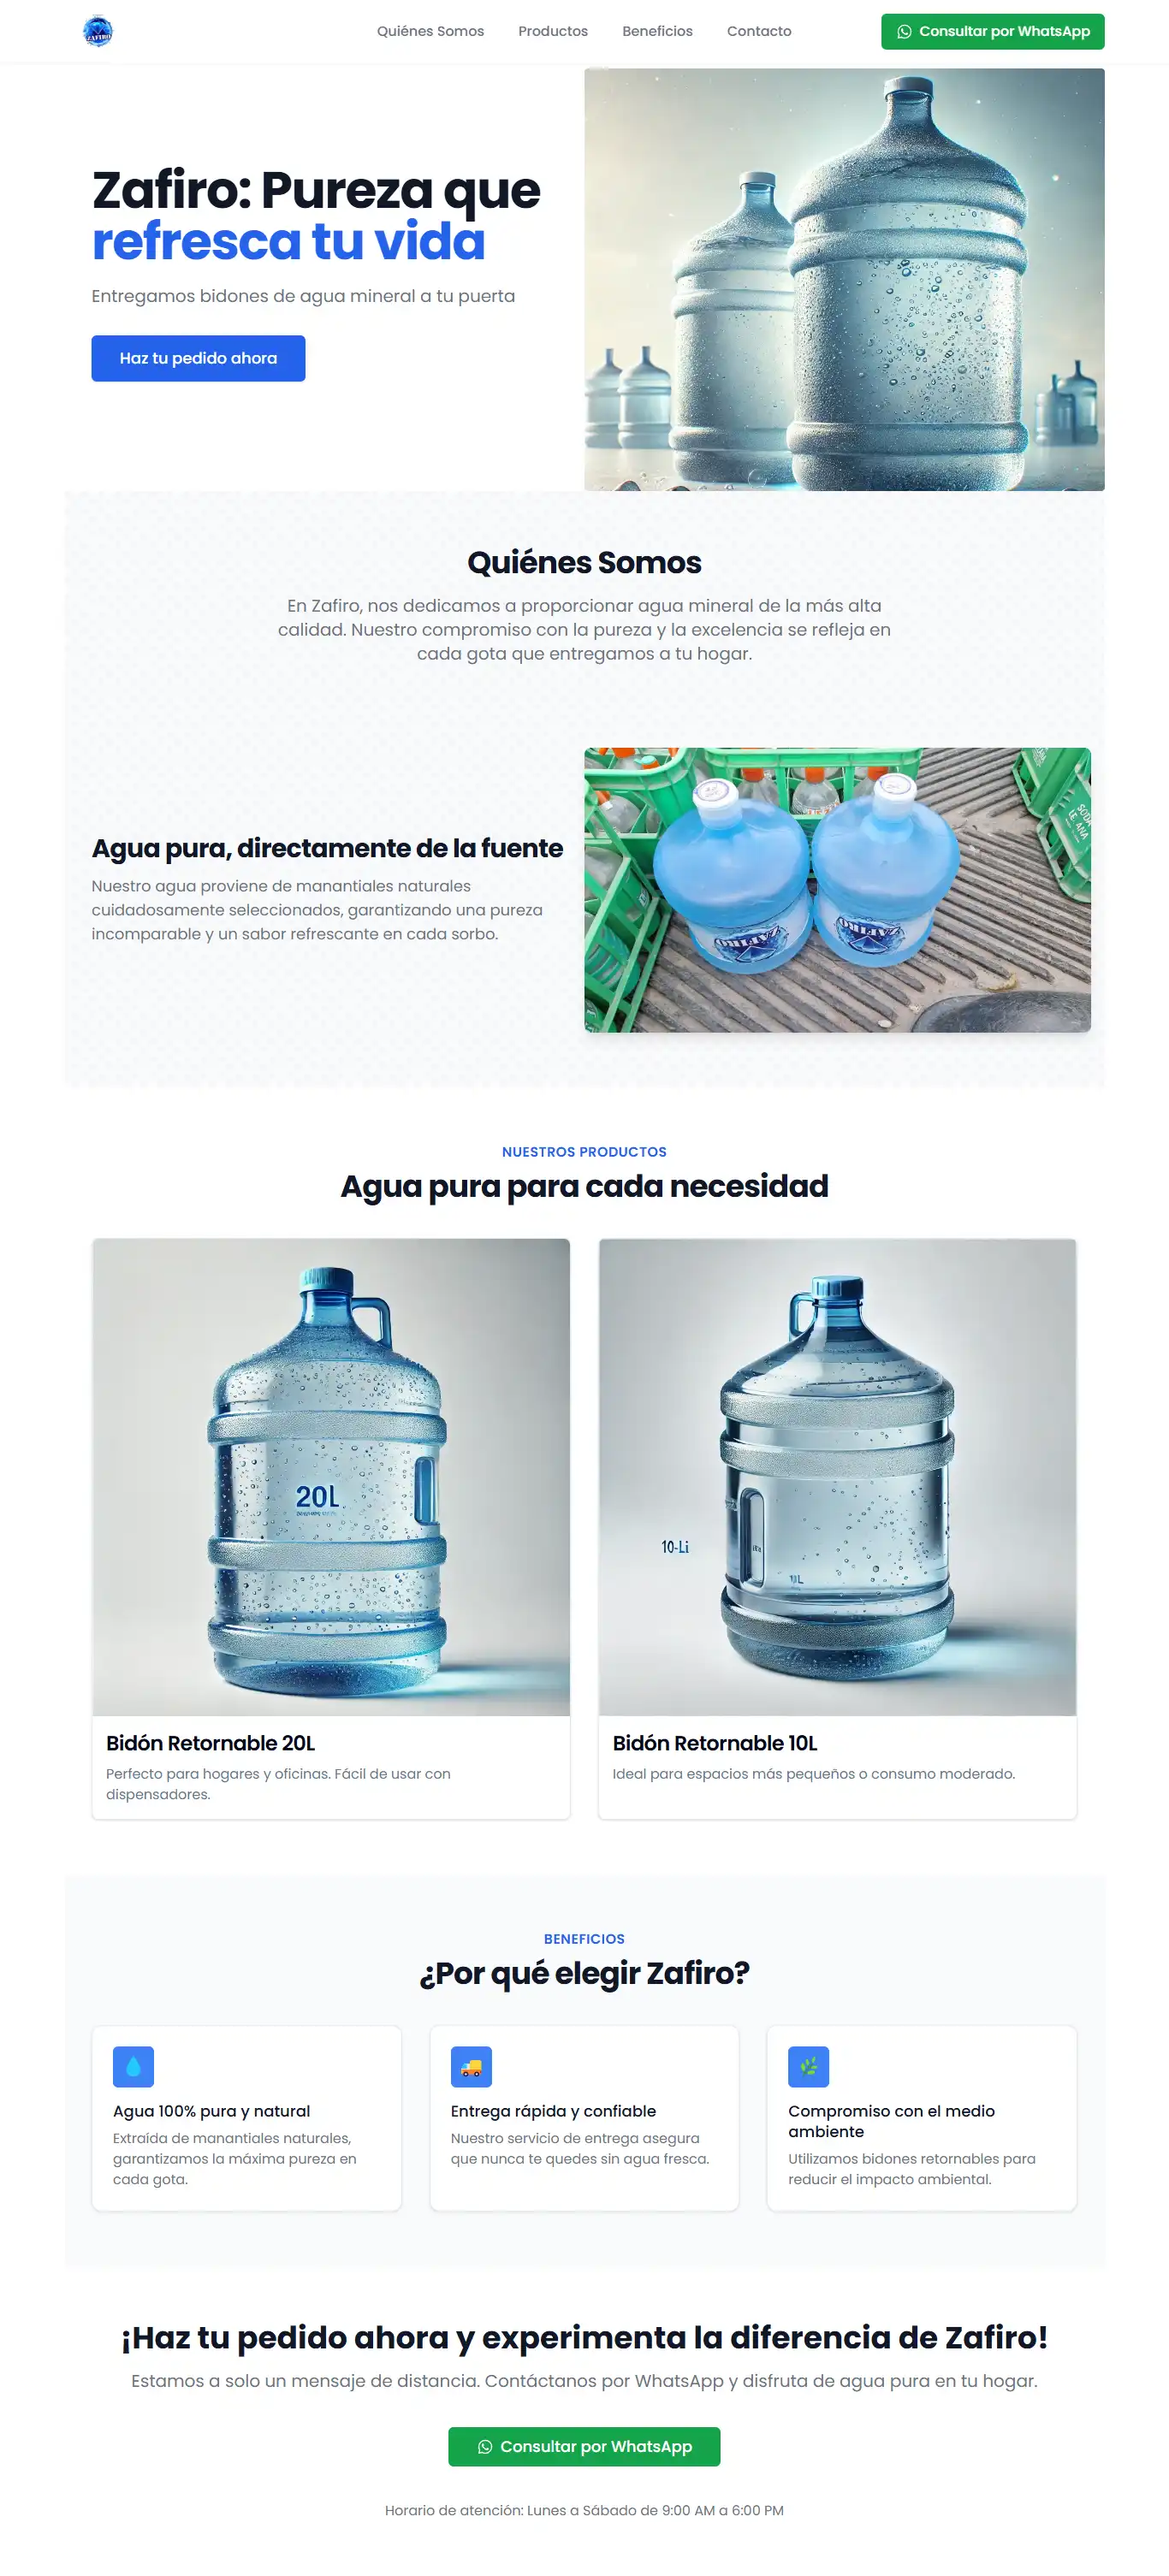 ZAFIRO
Quiénes Somos
Productos
Beneficios
Contacto
Consultar por WhatsApp
Zafiro: Pureza que
refresca tu vida
Entregamos bidones de agua mineral a tu puerta
Haz tu pedido ahora
Quiénes Somos
En Zafiro, nos dedicamos a proporcionar agua mineral de la más alta
calidad. Nuestro compromiso con la pureza y la excelencia se refleja en
cada gota que entregamos a tu hogar.
Agua pura, directamente de la fuente
Nuestro agua proviene de manantiales naturales
cuidadosamente seleccionados, garantizando una pureza
incomparable y un sabor refrescante en cada sorbo.
ZAFIRO
ZAFIRO
SODA
NUESTROS PRODUCTOS
Agua pura para cada necesidad
20L
10-Li
Bidón Retornable 20L
Perfecto para hogares y oficinas. Fácil de usar con
dispensadores.
Bidón Retornable 10L
Ideal para espacios más pequeños o consumo moderado.
BENEFICIOS
¿Por qué elegir Zafiro?
Agua 100% pura y natural
Extraída de manantiales naturales,
garantizamos la máxima pureza en
cada gota.
Entrega rápida y confiable
Nuestro servicio de entrega asegura
que nunca te quedes sin agua fresca.
Compromiso con el medio
ambiente
Utilizamos bidones retornables para
reducir el impacto ambiental.
¡Haz tu pedido ahora y experimenta la diferencia de Zafiro!
Estamos a solo un mensaje de distancia. Contáctanos por WhatsApp y disfruta de agua pura en tu hogar.
Consultar por WhatsApp
Horario de atención: Lunes a Sábado de 9:00 AM a 6:00 PM